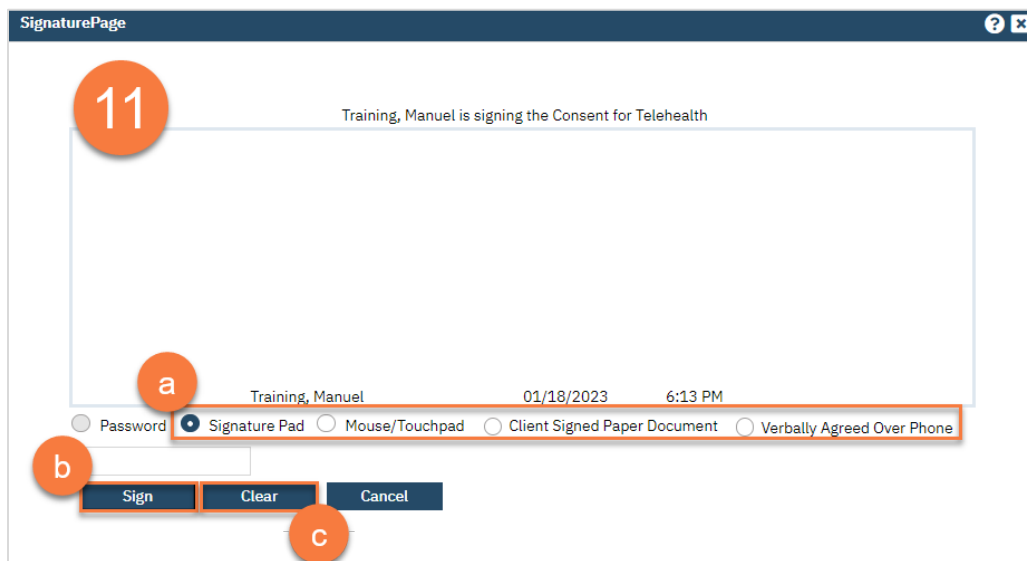 SignaturePage ?
11
Training, Manuel is signing the Consent for Telehealth
a
Training, Manuel 01/18/2023 6:13 PM
Password Signature Pad Mouse/Touchpad Client Signed Paper Document Verbally Agreed Over Phone
b
Sign Clear Cancel
c